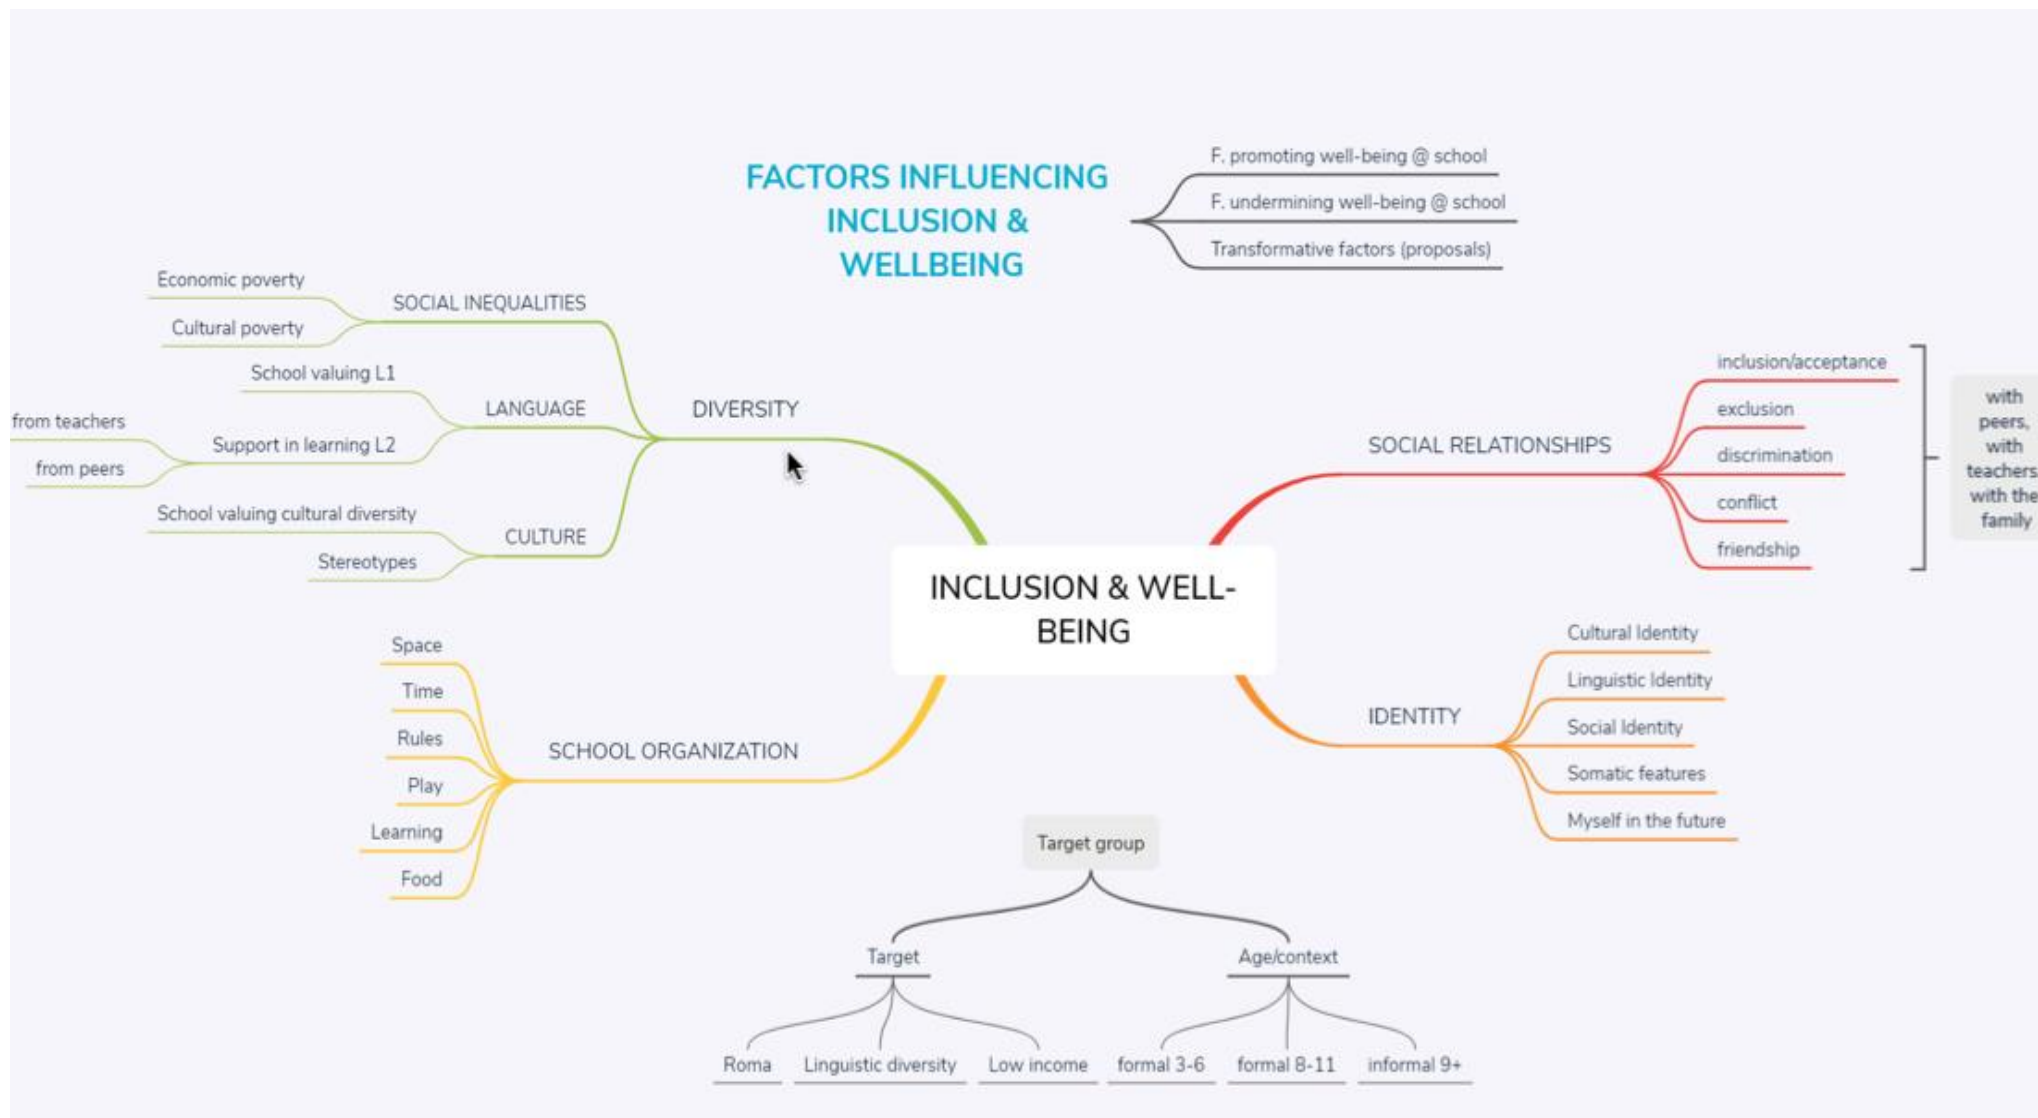 FACTORS INFLUENCING
INCLUSION &
WELLBEING
F. promoting well-being @ school
F. undermining well-being @ school
Transformative factors (proposals)
Economic poverty
Cultural poverty
SOCIAL INEQUALITIES
School valuing L1
LANGUAGE
from teachers
from peers
Support in learning L2
School valuing cultural diversity
Stereotypes
CULTURE
DIVERSITY
inclusion/acceptance
exclusion
discrimination
conflict
friendship
SOCIAL RELATIONSHIPS
with
peers,
with
teachers
with the
family
INCLUSION & WELL-
BEING
Space
Time
Rules
Play
Learning
Food
SCHOOL ORGANIZATION
IDENTITY
Cultural Identity
Linguistic Identity
Social Identity
Somatic features
Myself in the future
Target group
Target
Age/context
Roma
Linguistic diversity
Low income
formal 3-6
formal 8-11
informal 9+